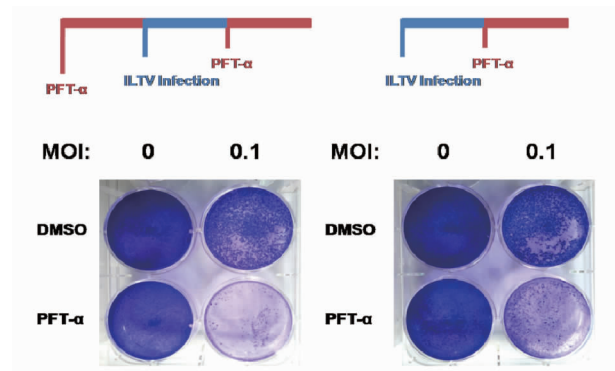 PFT-α
ILTV Infection
PFT-α
ILTV Infection
PFT-α
MOI: 0 0.1
DMSO
PFT-α
MOI: 0 0.1
DMSO
PFT-α